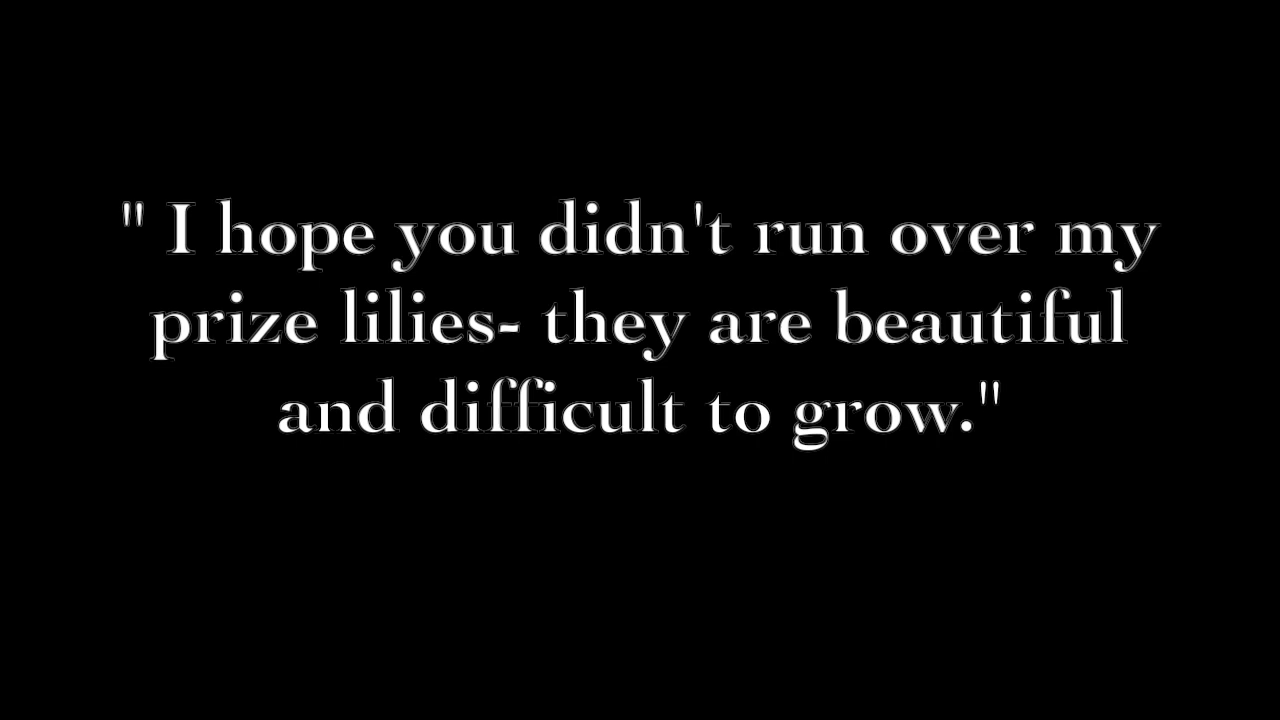 " I hope you didn't run over my
prize lilies- they are beautiful
and difficult to grow."